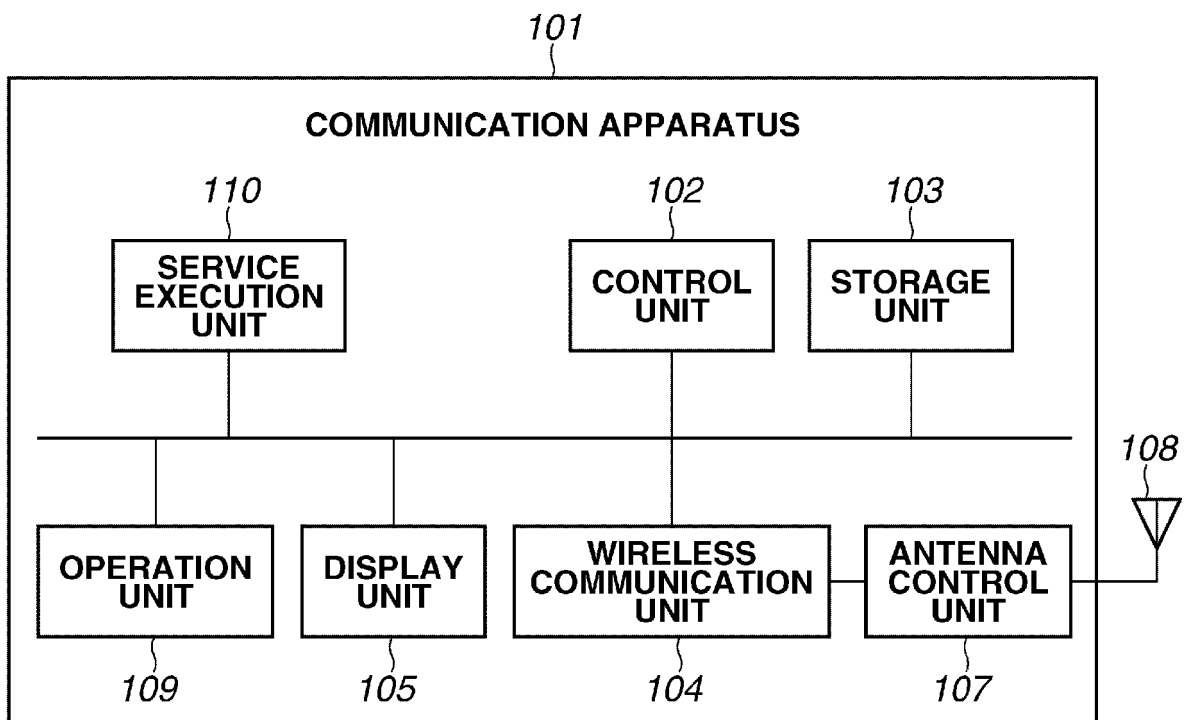 101
COMMUNICATION APPARATUS
110
102
103
SERVICE
EXECUTION
UNIT
CONTROL
UNIT
STORAGE
UNIT
108
OPERATION
UNIT
DISPLAY
UNIT
WIRELESS
COMMUNICATION
UNIT
ANTENNA
CONTROL
UNIT
109
105
104
107